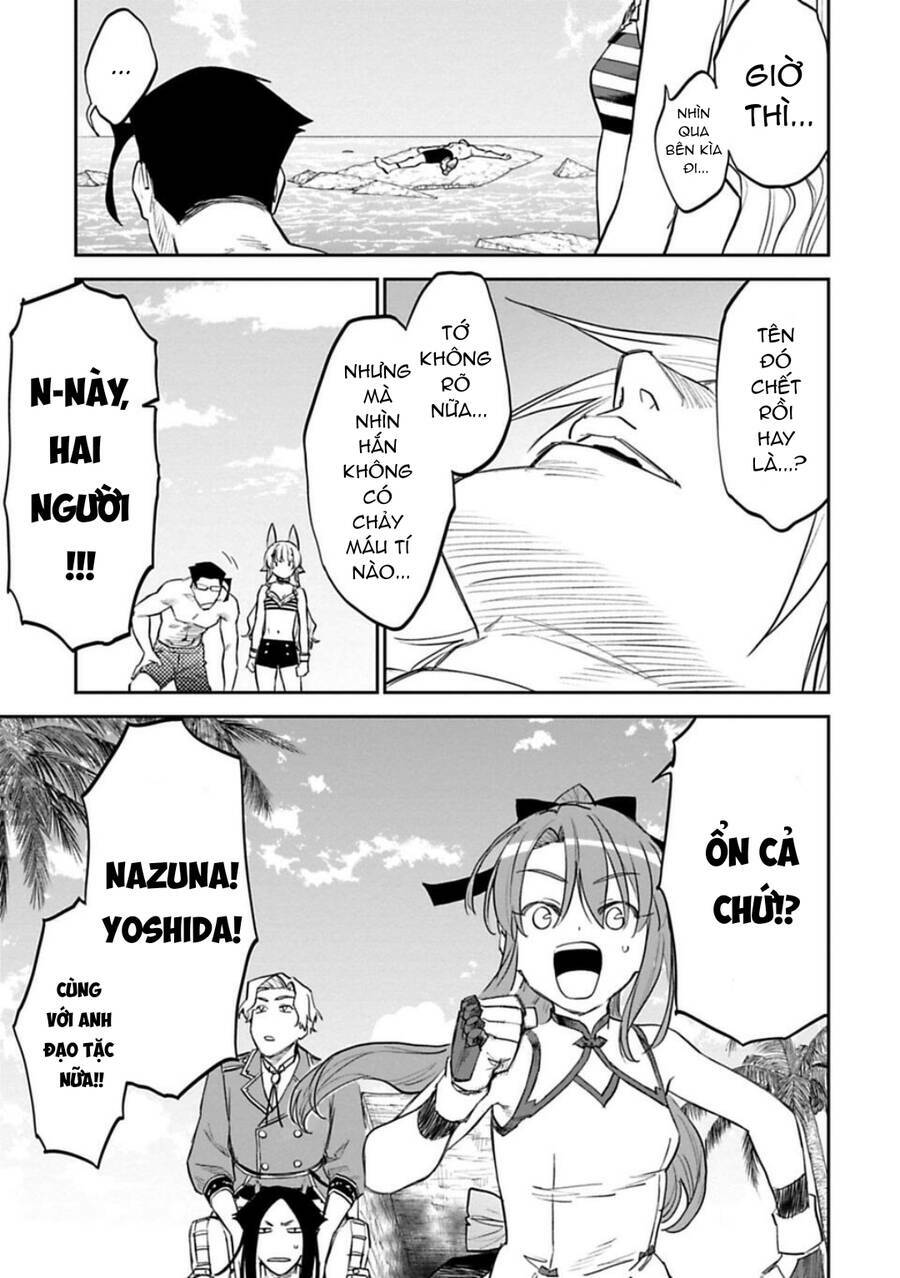 GIỜ
THÌ...
NHÌN
QUA
BÊN KÌA
ĐI...
...
TÊN
ĐÓ
CHẾT
RỒI
HAY
LÀ...?
TỚ
KHÔNG
RÕ
NỮA...
NHƯNG
MÀ
NHÌN
HẮN
KHÔNG
CÓ
CHẢY
MÁU TÍ
NÀO...
N-NÀY,
HAI
NGƯỜI
!!!
ỔN CẢ
CHỨ!?
NAZUNA!
YOSHIDA!
CÙNG
VỚI ANH
ĐẠO TẶC
NỮA!!